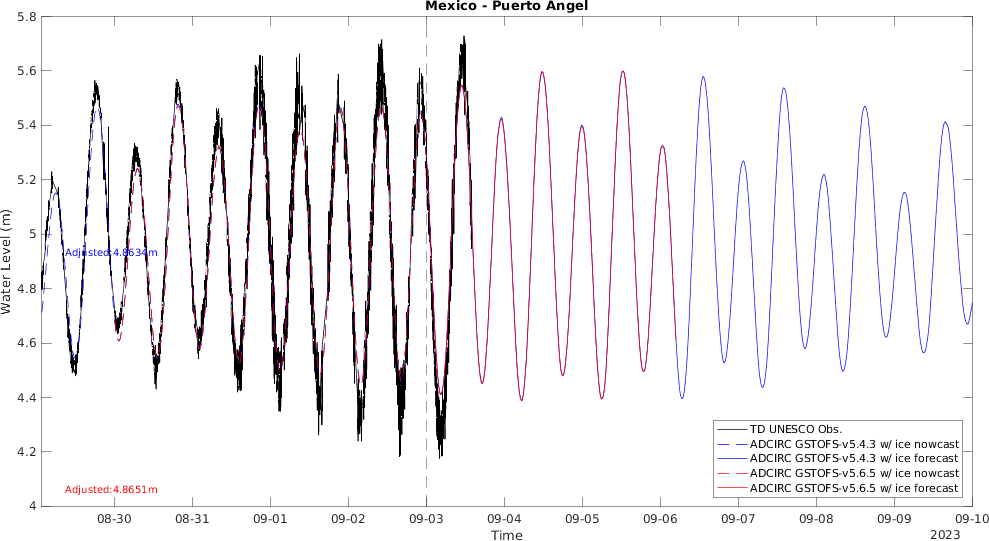 Mexico - Puerto Angel
Water Level (m)
5.8
5.6
5.4
5.2
5
4.8
4.6
4.4
4.2
4
Adjusted:4.8634m
Adjusted:4.8651m
TD UNESCO Obs.
ADCIRC GSTOFS-v5.4.3 w/ ice nowcast
ADCIRC GSTOFS-v5.4.3 w/ ice forecast
ADCIRC GSTOFS-v5.6.5 w/ ice nowcast
ADCIRC GSTOFS-v5.6.5 w/ ice forecast
08-30 08-31 09-01 09-02 09-03 09-04 09-05 09-06 09-07 09-08 09-09 09-10
Time
2023